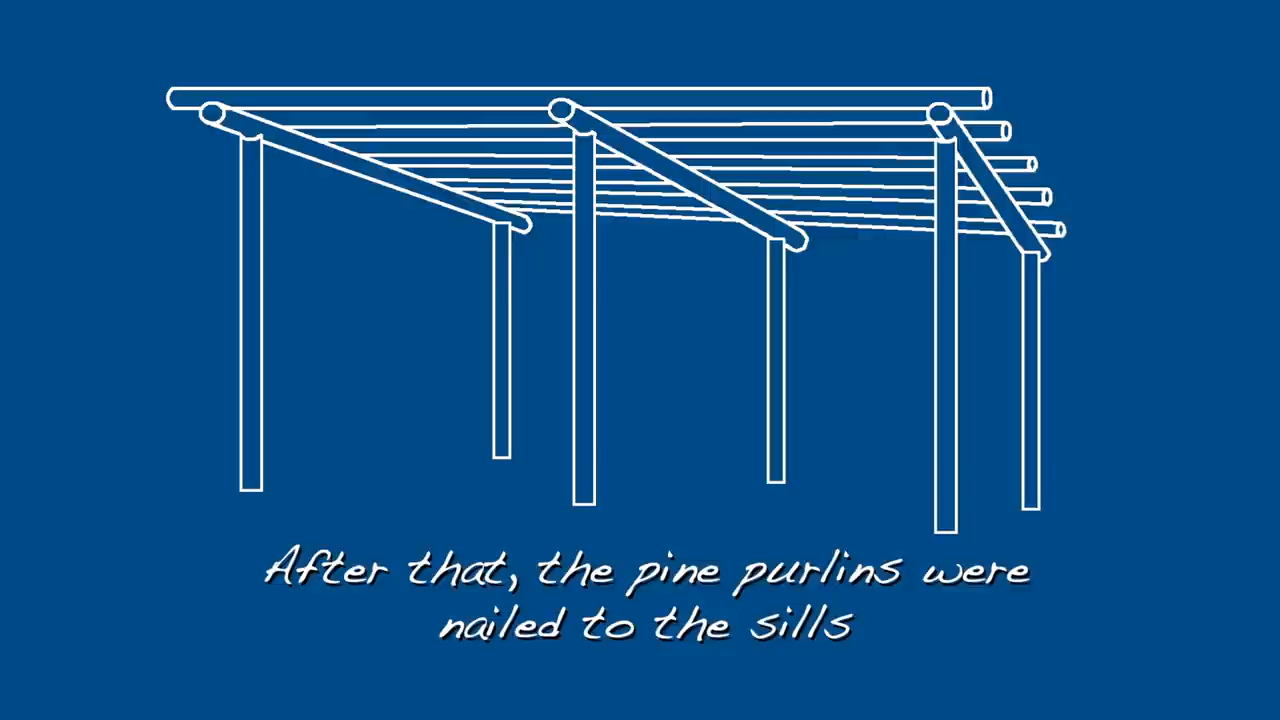 After that, the pine purlins were
nailed to the sills